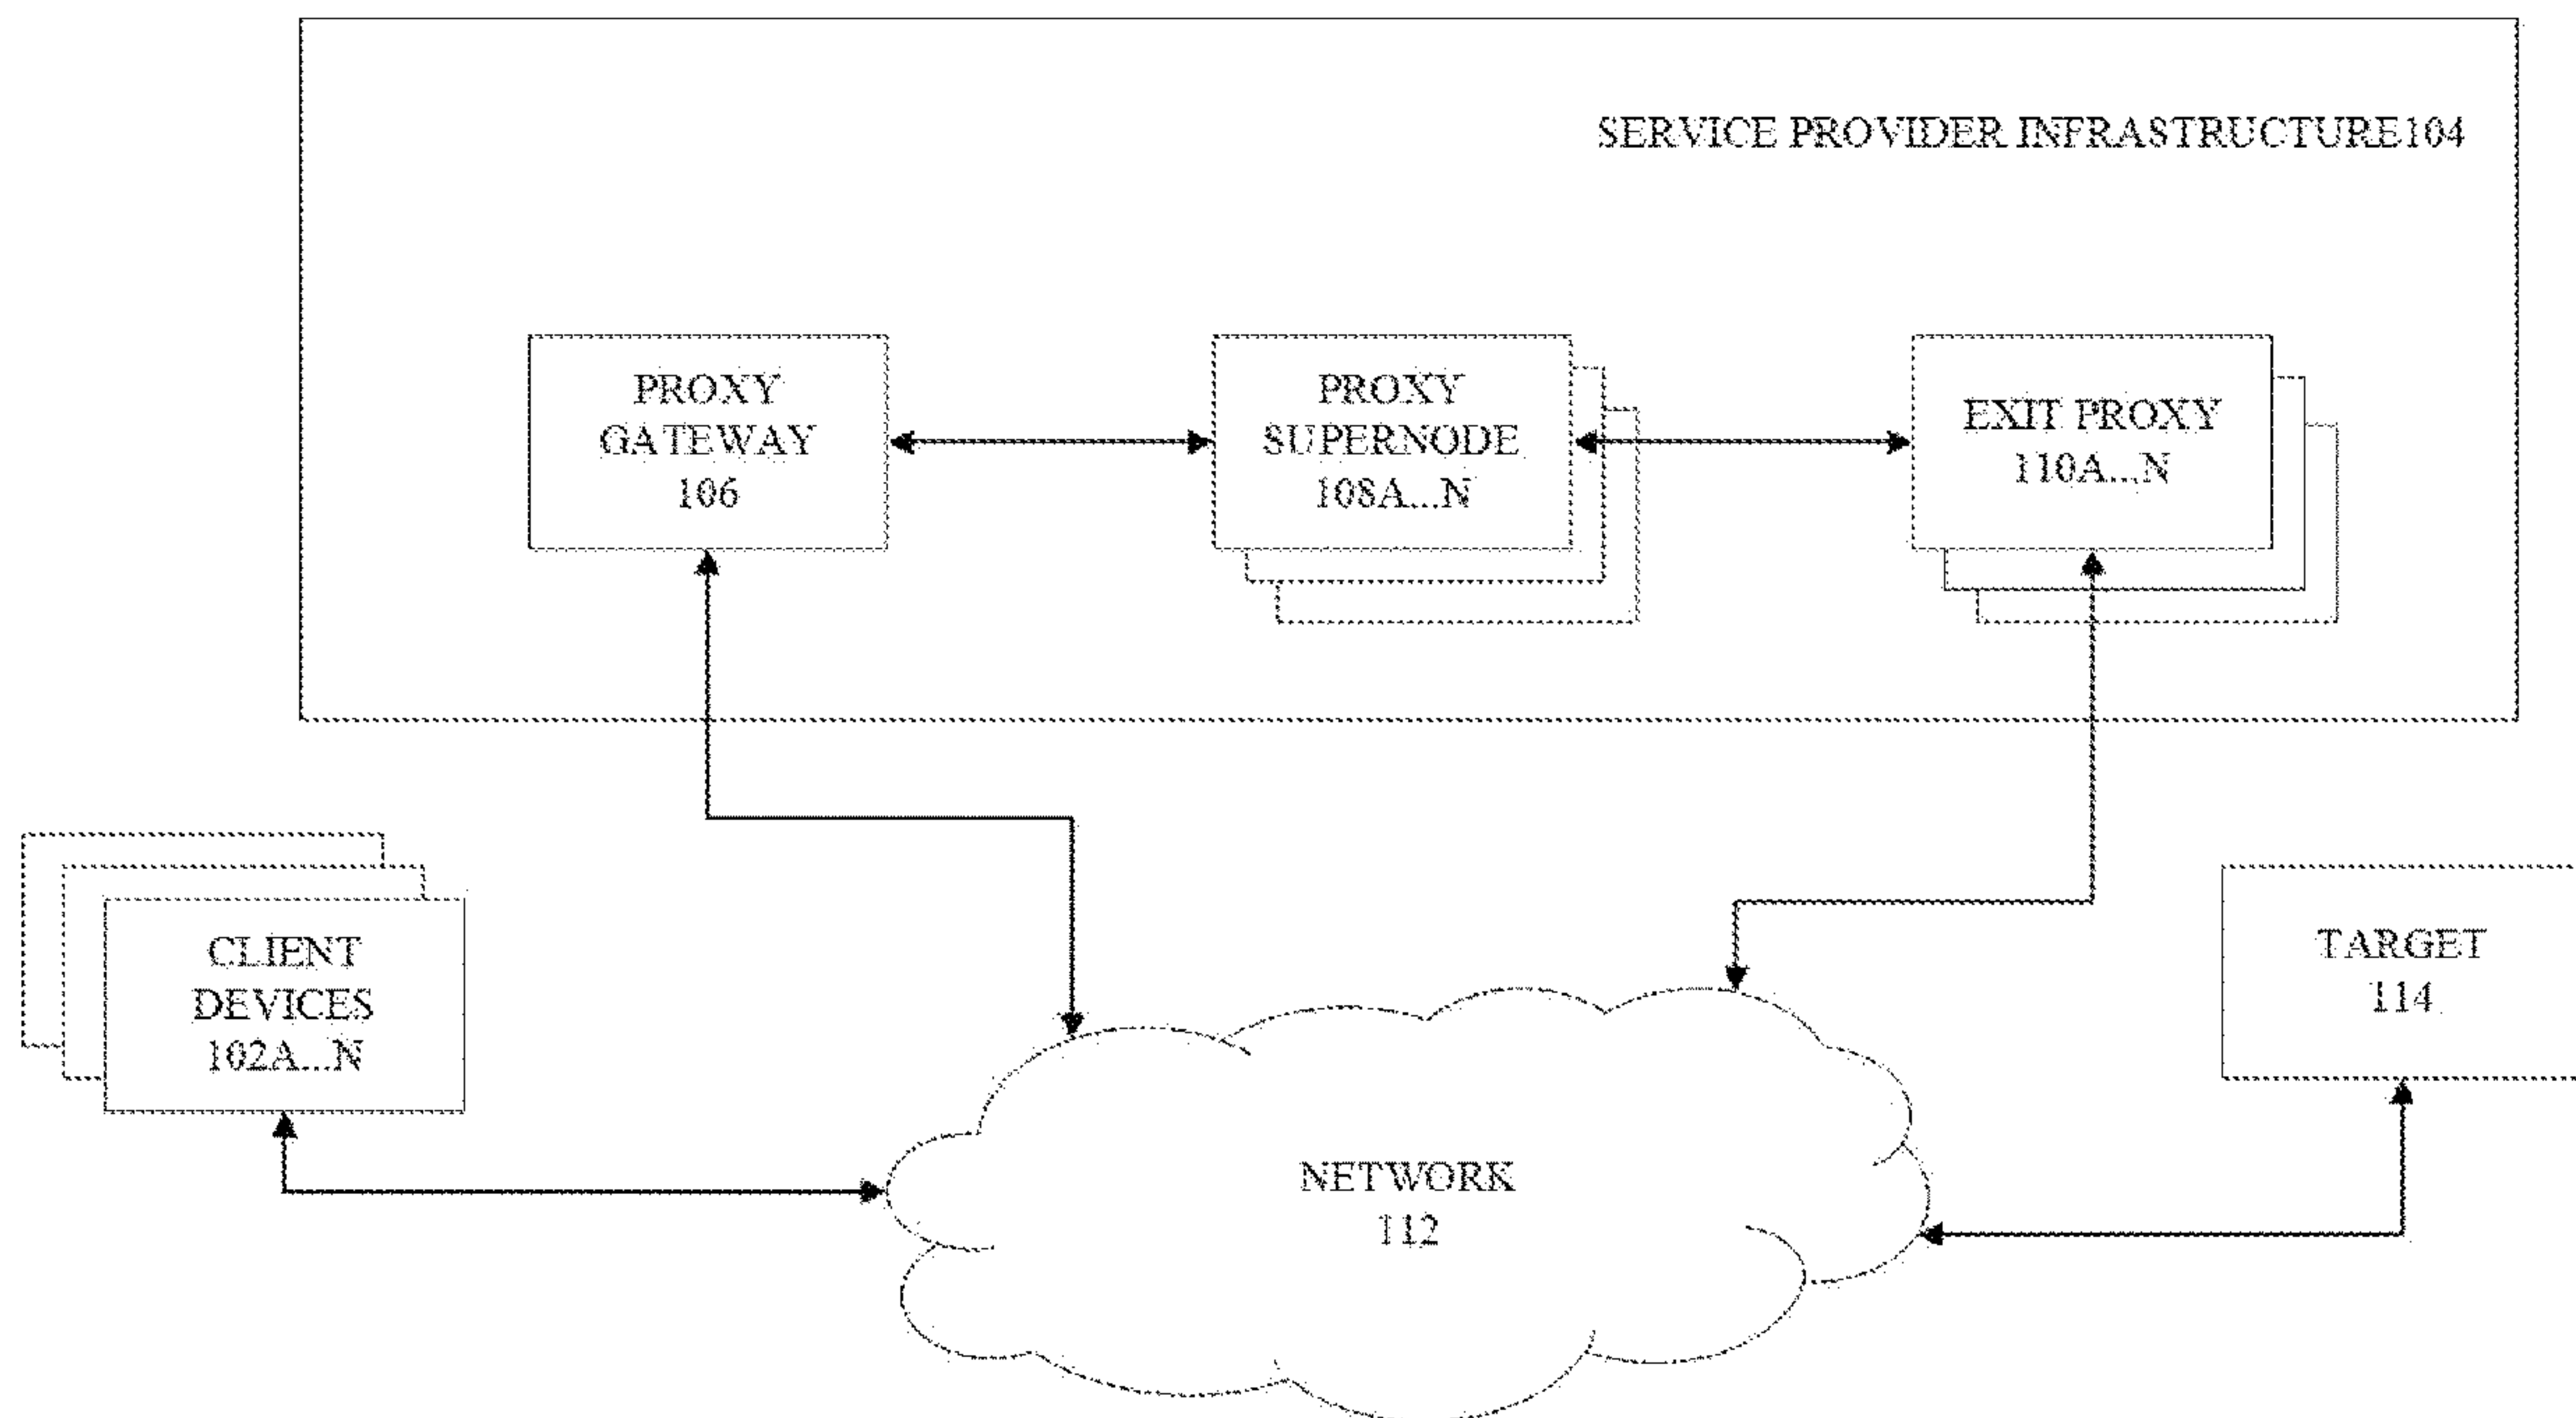 SERVICE PROVIDER INFRASTRUCTURE104
PROXY
GATEWAY
106
PROXY
SUPERNODE
108A...N
EXIT PROXY
110A...N
CLIENT
DEVICES
102A...N
TARGET
114
NETWORK
112